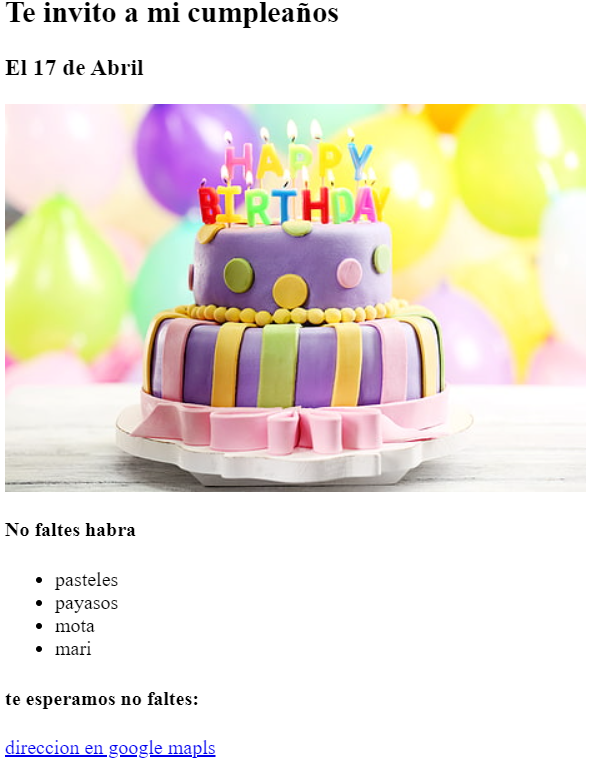 Te invito a mi cumpleaños
El 17 de Abril
HAPPY
BIRTHDAY
No faltes habra
pasteles
payasos
mota
mari
te esperamos no faltes:
direccion en google mapls